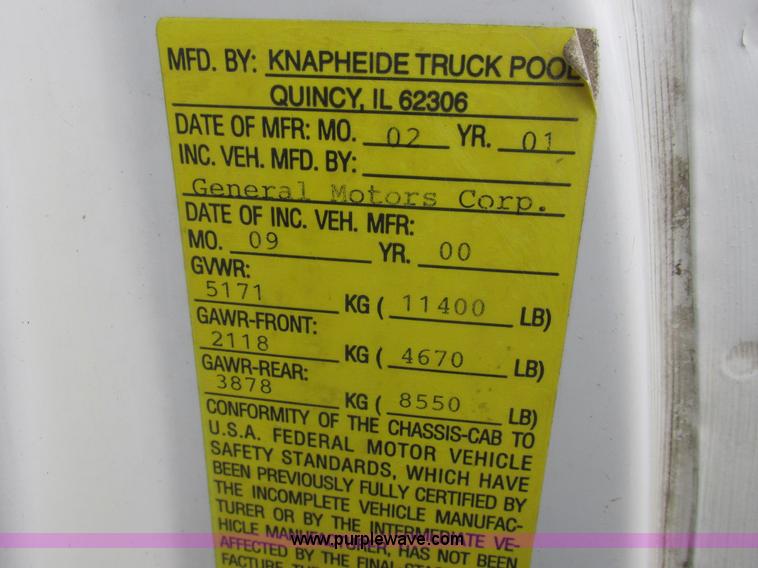 MFD. BY: KNAPHEIDE TRUCK POOL
QUINCY, IL 62306
DATE OF MFR: MO. 02 YR. 01
INC. VEH. MFD. BY:
General Motors Corp.
DATE OF INC. VEH. MFR:
MO. 09 YR. 00
GVWR:
5171 KG ( 11400 LB)
GAWR-FRONT:
2118 KG ( 4670 LB)
GAWR-REAR:
3878 KG ( 8550 LB)
CONFORMITY OF THE CHASSIS-CAB TO
U.S.A. FEDERAL MOTOR VEHICLE
SAFETY STANDARDS, WHICH HAVE
BEEN PREVIOUSLY FULLY CERTIFIED BY
THE INCOMPLETE VEHICLE MANUFAC-
TURER OR BY THE INTERMEDIATE VE-
HICLE MANUFACTURER, HAS NOT BEEN
www.purplewave.com
AFFECTED BY THE FINAL
FACTURE